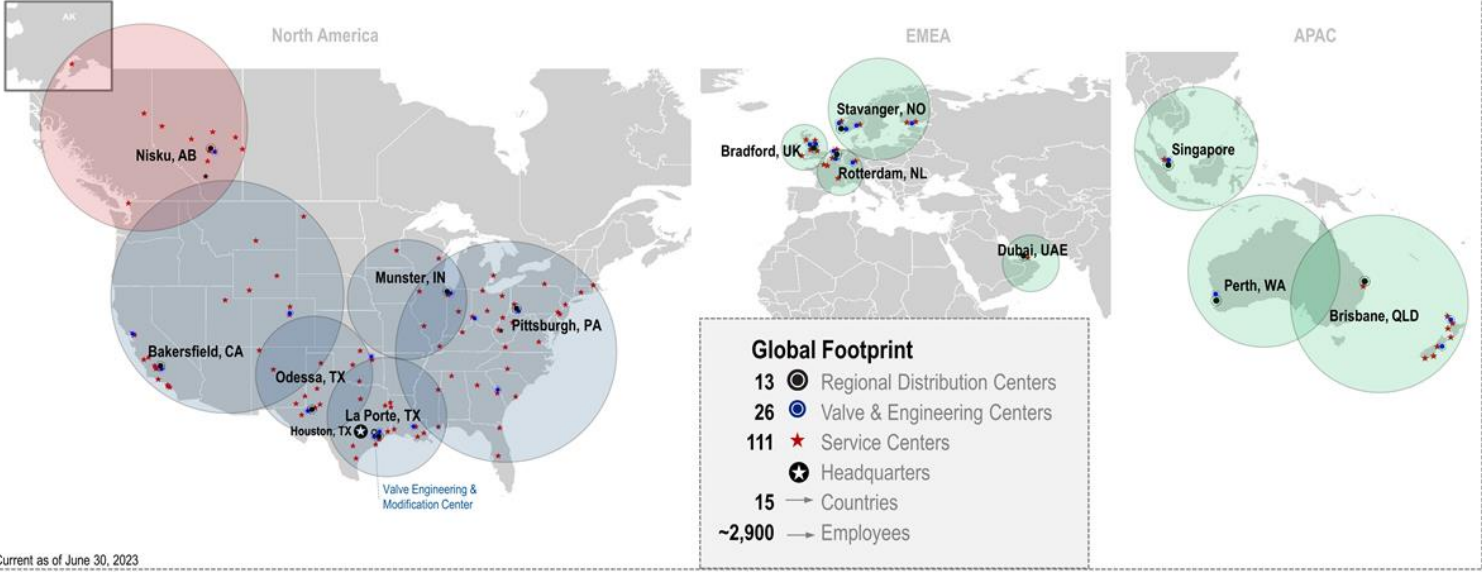 AK
North America
EMEA
APAC
Nisku, AB
Stavanger, NO
Bradford, UK
Rotterdam, NL
Singapore
Dubai, UAE
Munster, IN
Pittsburgh, PA
Perth, WA
Brisbane, QLD
Bakersfield, CA
Odessa, TX
La Porte, TX
Houston, TX
Valve Engineering &
Modification Center
Global Footprint
13 Regional Distribution Centers
26 Valve & Engineering Centers
111 Service Centers
Headquarters
15 Countries
~2,900 Employees
Current as of June 30, 2023